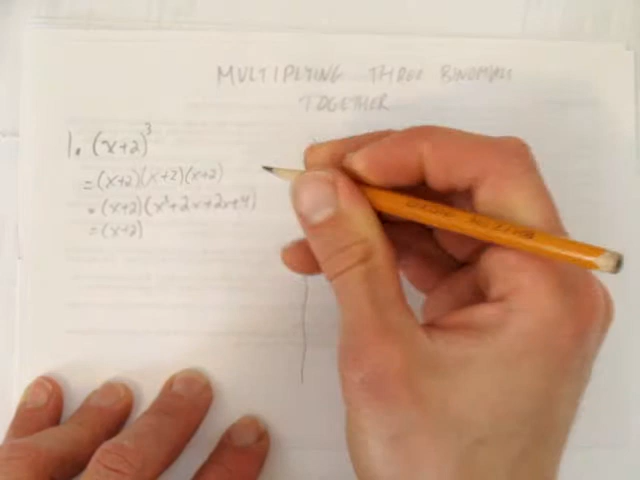 MULTIPLYING THREE BINOMIALS
TOGETHER
1. (x+2)³
= (x+2)(x+2)(x+2)
= (x+2)(x²+2x+2x+4)
= (x+2)